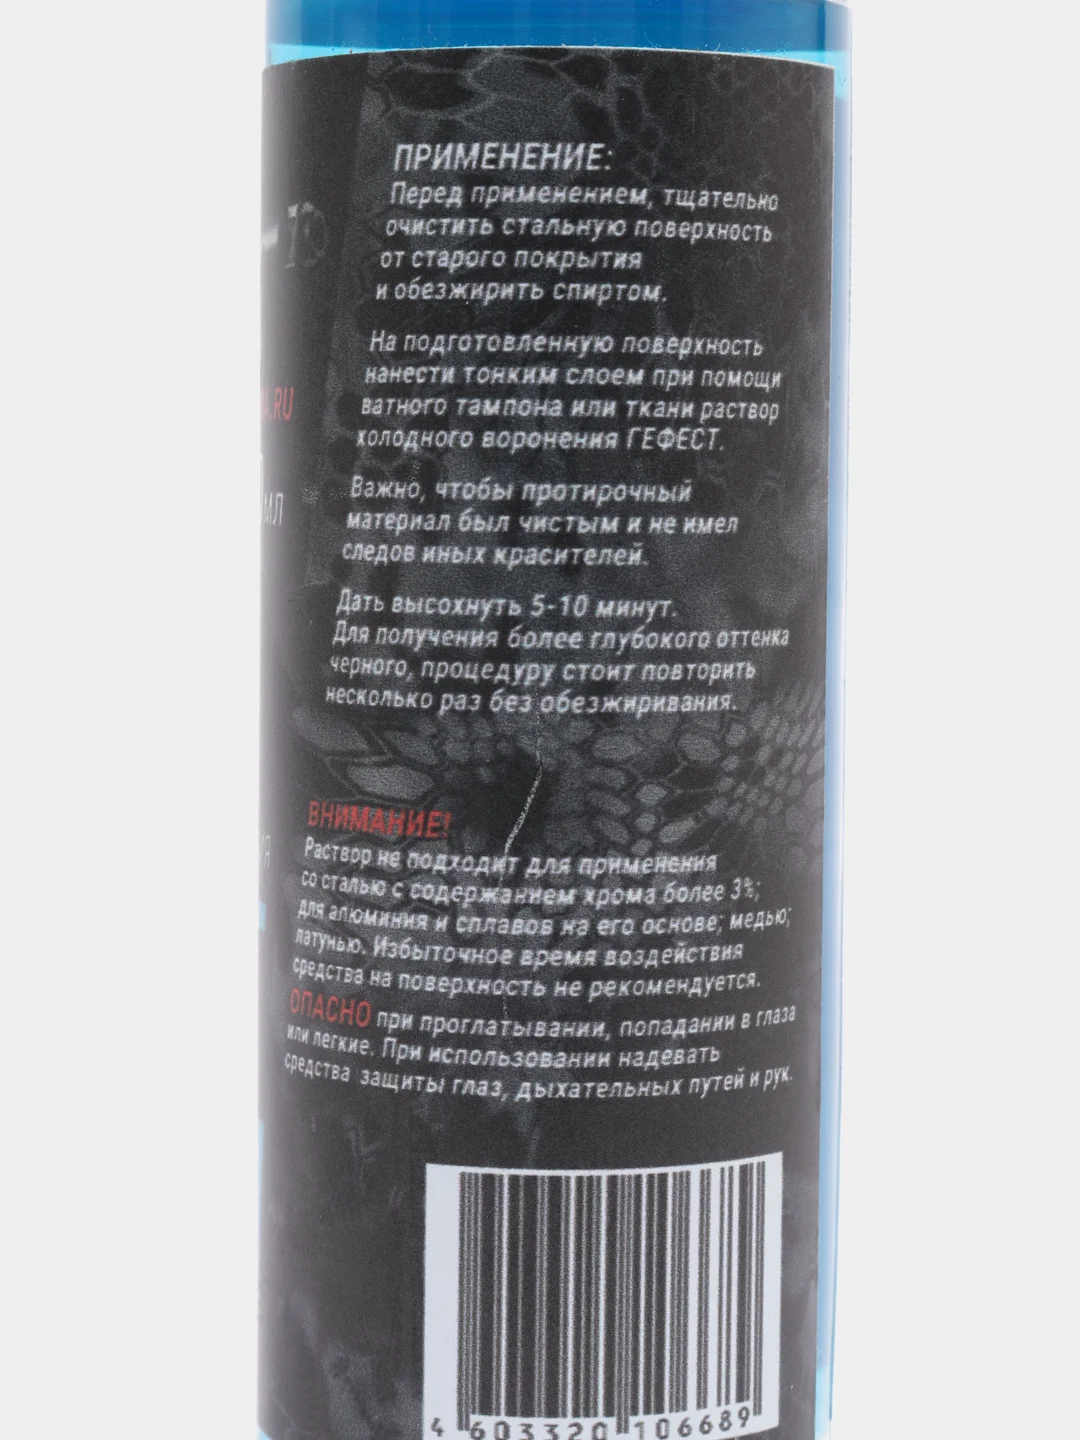 ПРИМЕНЕНИЕ:
Перед применением, тщательно
очистить стальную поверхность
от старого покрытия
и обезжирить спиртом.
На подготовленную поверхность
нанести тонким слоем при помощи
ватного тампона или ткани раствор
холодного воронения ГЕФЕСТ.
Важно, чтобы протирочный
материал был чистым и не имел
следов иных красителей.
Дать высохнуть 5-10 минут.
Для получения более глубокого оттенка
черного, процедуру стоит повторить
несколько раз без обезжиривания.
ВНИМАНИЕ!
Раствор не подходит для применения
со сталью с содержанием хрома более 3%;
для алюминия и сплавов на его основе; медью;
латунью. Избыточное время воздействия
средства на поверхность не рекомендуется.
ОПАСНО при проглатывании, попадании в глаза
или легкие. При использовании надевать
средства защиты глаз, дыхательных путей и рук.
4 603320 106689
.RU
мл